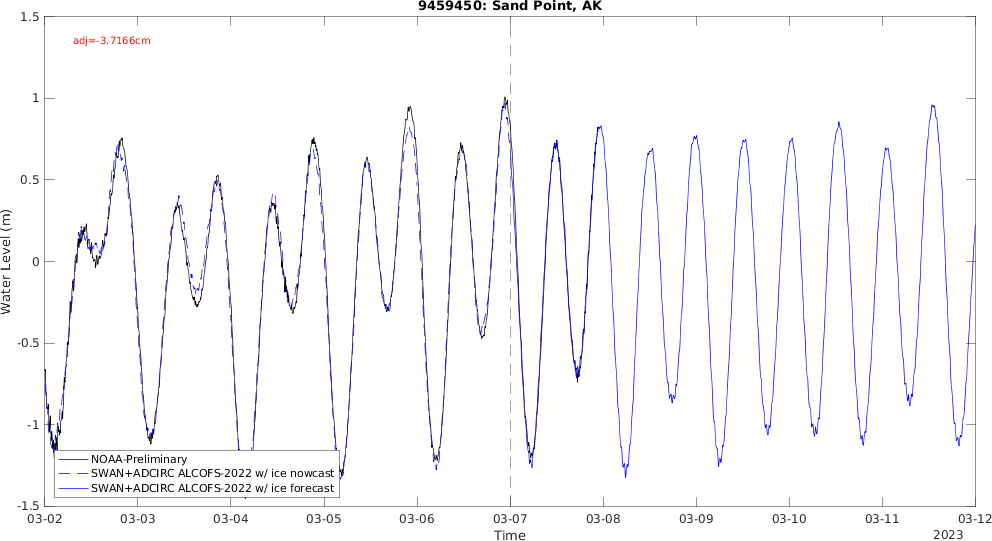 9459450: Sand Point, AK
adj=-3.7166cm
Water Level (m)
1.5
1
0.5
0
-0.5
-1
-1.5
NOAA-Preliminary
SWAN+ADCIRC ALCOFS-2022 w/ ice nowcast
SWAN+ADCIRC ALCOFS-2022 w/ ice forecast
03-02 03-03 03-04 03-05 03-06 03-07 03-08 03-09 03-10 03-11 03-12
Time
2023